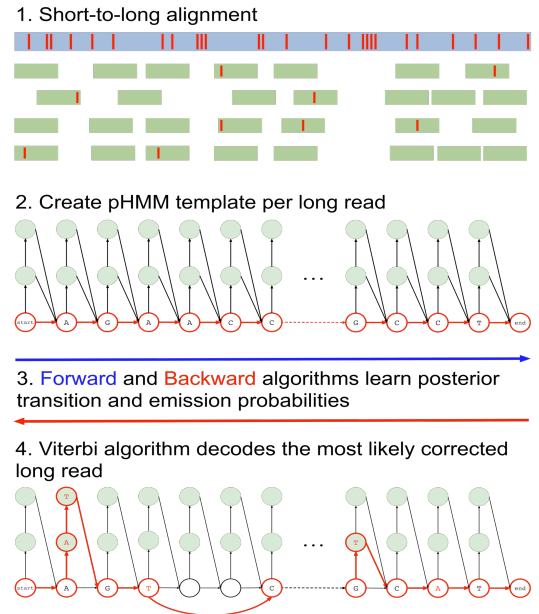 1. Short-to-long alignment
2. Create pHMM template per long read
...
start A G A A C C G C C T end
3. Forward and Backward algorithms learn posterior
transition and emission probabilities
4. Viterbi algorithm decodes the most likely corrected
long read
T
A ... T
start A G T C G C A T end